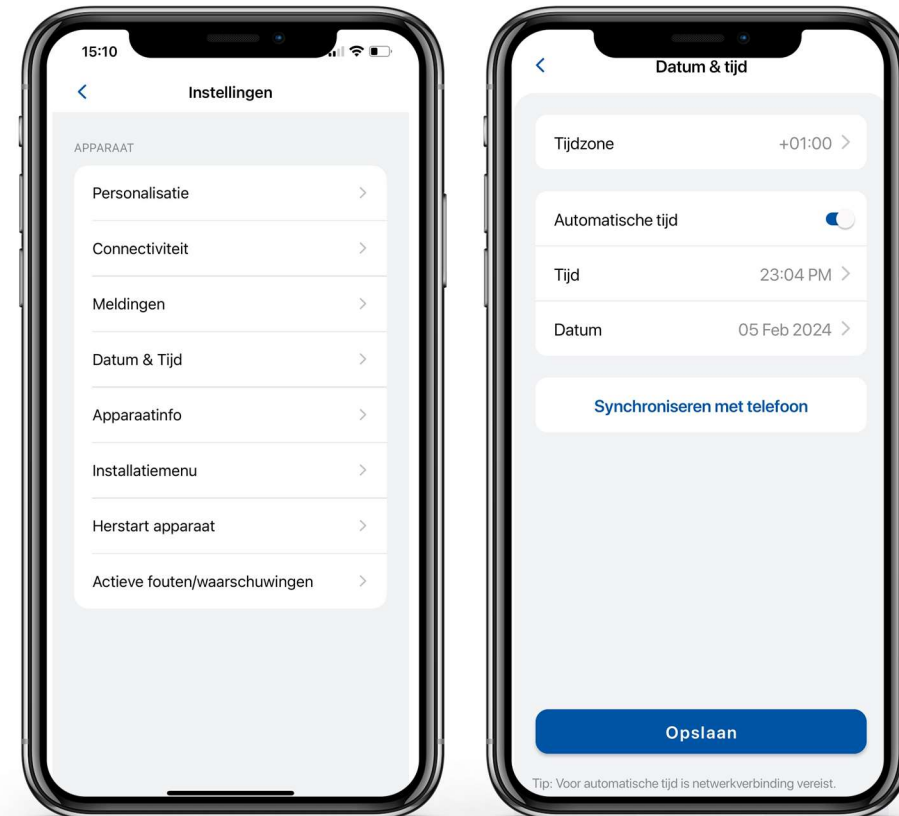 15:10
Instellingen
APPARAAT
Personalisatie
Connectiviteit
Meldingen
Datum & Tijd
Apparaatinfo
Installatiemenu
Herstart apparaat
Actieve fouten/waarschuwingen
Datum & tijd
Tijdzone +01:00
Automatische tijd
Tijd 23:04 PM
Datum 05 Feb 2024
Synchroniseren met telefoon
Opslaan
Tip: Voor automatische tijd is netwerkverbinding vereist.